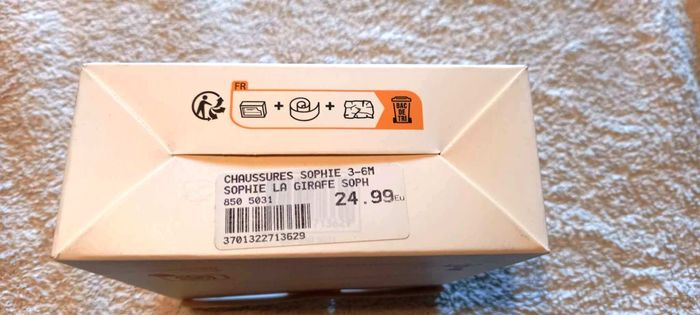 FR
BAC
DE
TRI
CHAUSSURES SOPHIE 3-6M
SOPHIE LA GIRAFE SOPH
850 5031
24.99Eu
3701322713629